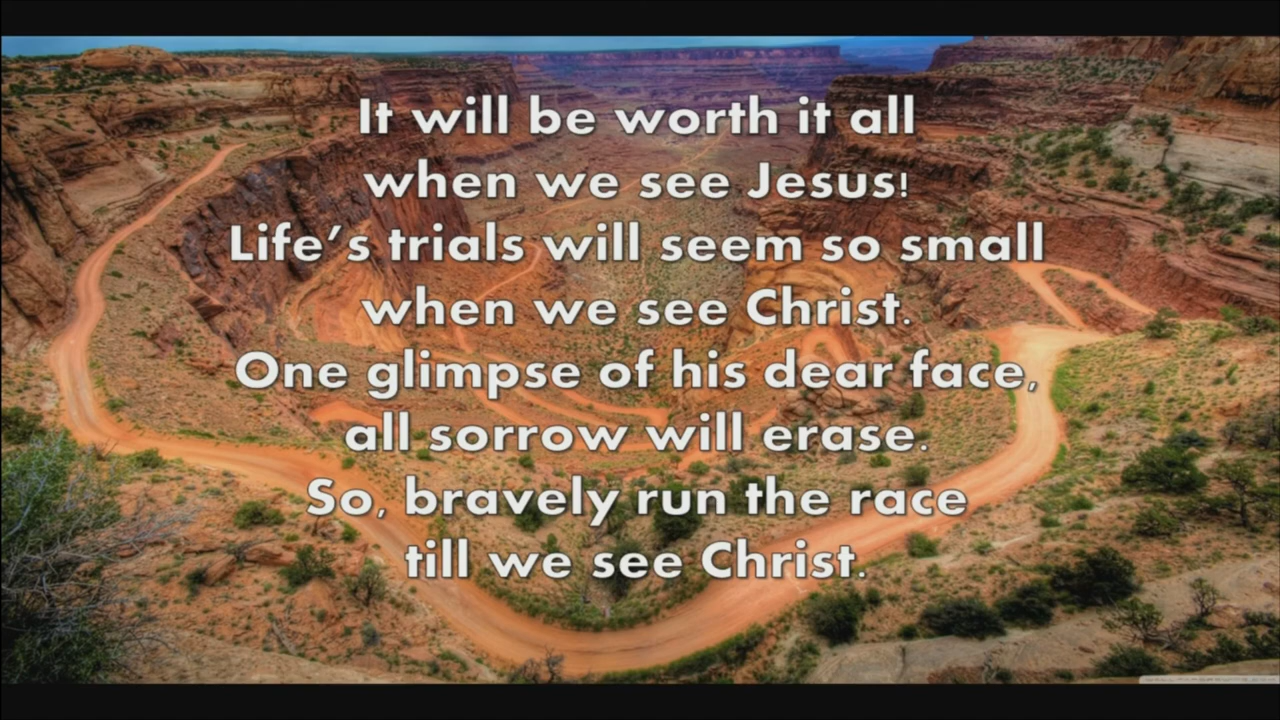 It will be worth it all
when we see Jesus!
Life's trials will seem so small
when we see Christ.
One glimpse of his dear face,
all sorrow will erase.
So, bravely run the race
till we see Christ.